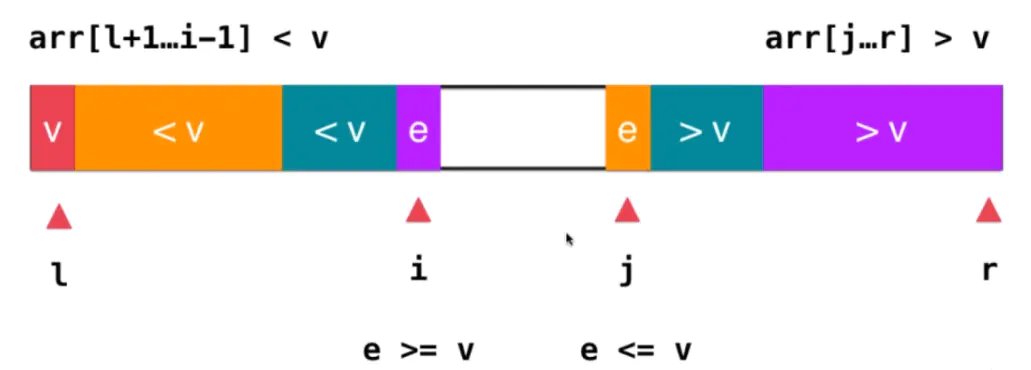 arr[l+1…i-1] < v arr[j…r] > v
v < v < v e e > v > v
l i j r
e >= v e <= v